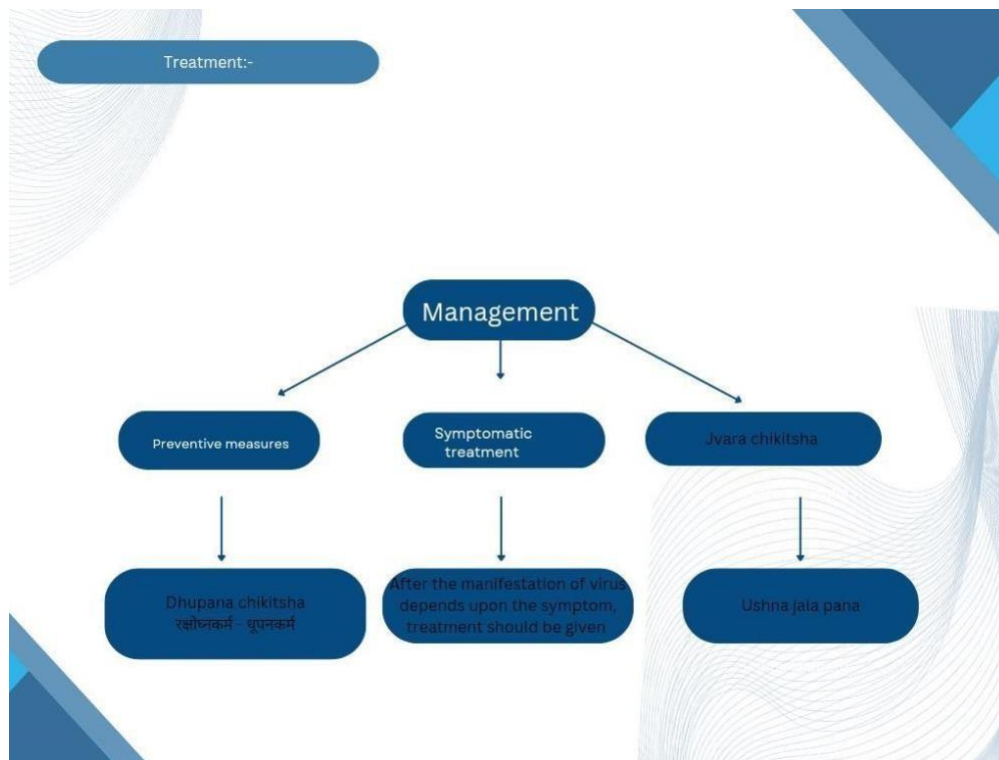 Treatment:-
Management
Preventive measures
Symptomatic
treatment
Jvara chikitsha
Dhupana chikitsha
रक्षोघ्नकर्म - धूपनकर्म
After the manifestation of virus
depends upon the symptom,
treatment should be given
Ushna jala pana